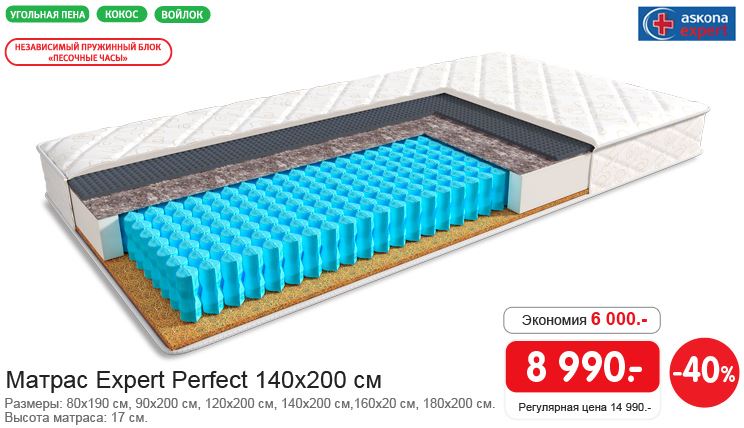 УГОЛЬНАЯ ПЕНА
КОКОС
ВОЙЛОК
НЕЗАВИСИМЫЙ ПРУЖИННЫЙ БЛОК
«ПЕСОЧНЫЕ ЧАСЫ»
askona
expert
Экономия 6 000.-
8 990.-
-40%
Регулярная цена 14 990.-
Матрас Expert Perfect 140x200 см
Размеры: 80x190 см, 90x200 см, 120x200 см, 140x200 см,160x20 см, 180x200 см.
Высота матраса: 17 см.